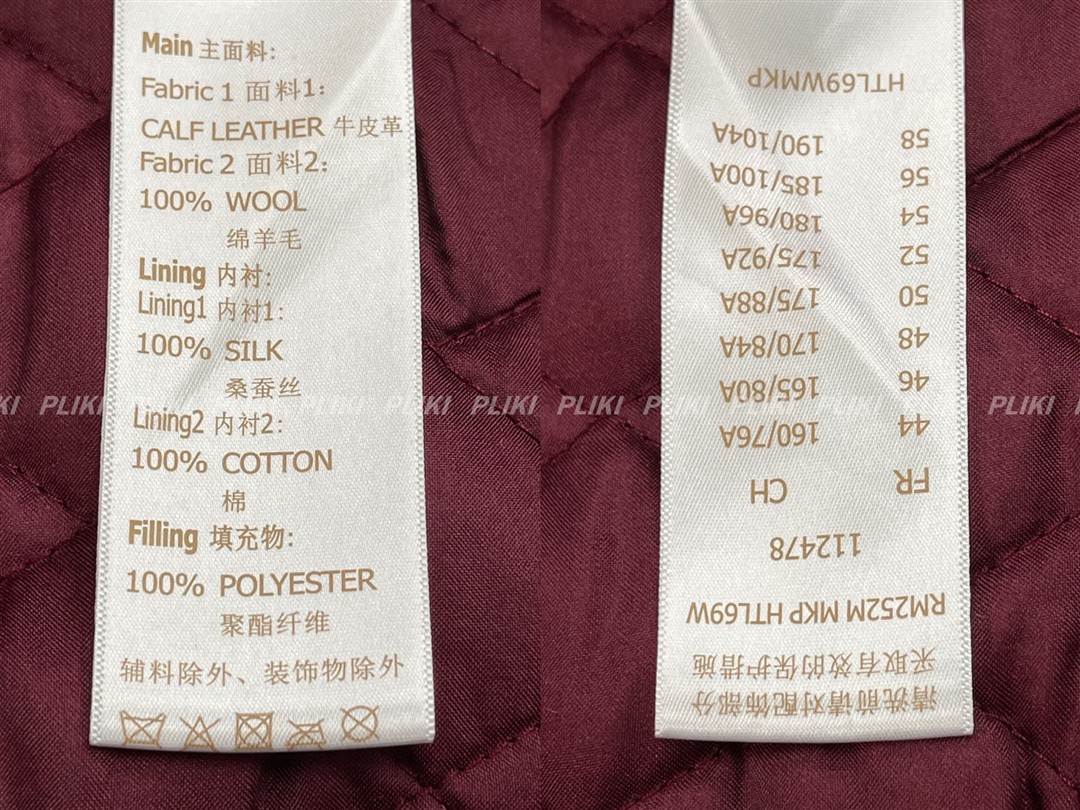 Main 主面料:
Fabric 1 面料1:
CALF LEATHER 牛皮革
Fabric 2 面料2:
100% WOOL
绵羊毛
Lining 内衬:
Lining1 内衬1:
100% SILK
桑蚕丝
Lining2 内衬2:
100% COTTON
棉
Filling 填充物:
100% POLYESTER
聚酯纤维
辅料除外、装饰物除外
清洗前请对配饰部分
采取有效的保护措施
RM252M MKP HTL69W
112478
FR CH
44 160/76A
46 165/80A
48 170/84A
50 175/88A
52 175/92A
54 180/96A
56 185/100A
58 190/104A
HTL69WMKP
PLIKI PLIKI PLIKI PLIKI PLIKI PLIKI PLIKI PLIKI